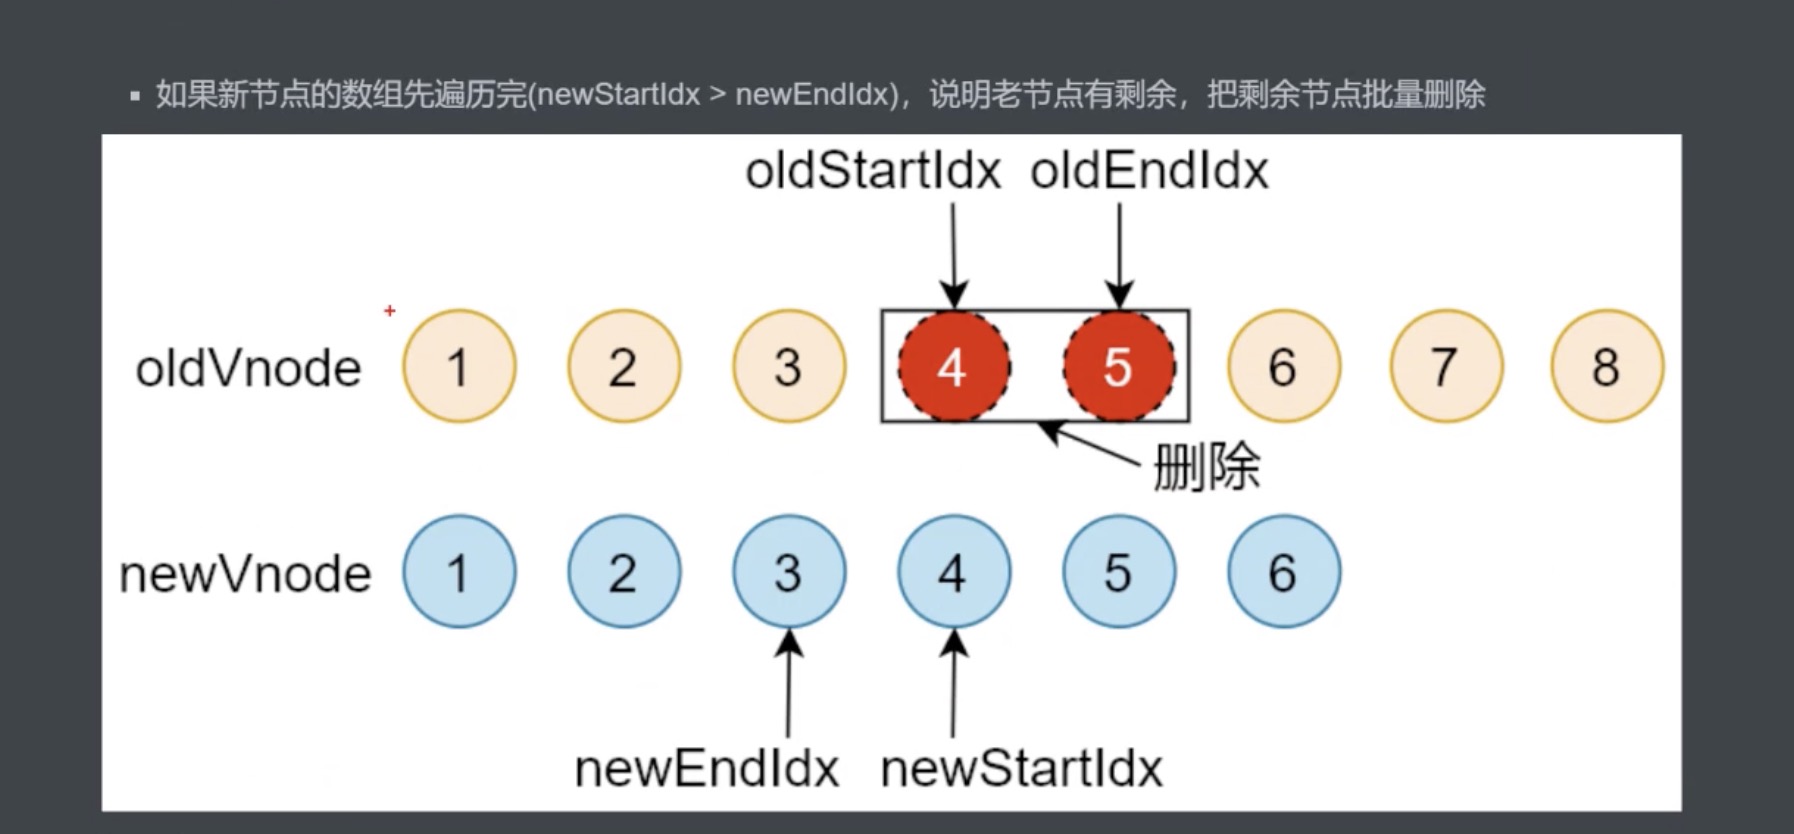 ▪ 如果新节点的数组先遍历完(newStartIdx > newEndIdx)，说明老节点有剩余，把剩余节点批量删除
oldStartIdx oldEndIdx
oldVnode 1 2 3 4 5 6 7 8
删除
newVnode 1 2 3 4 5 6
newEndIdx newStartIdx